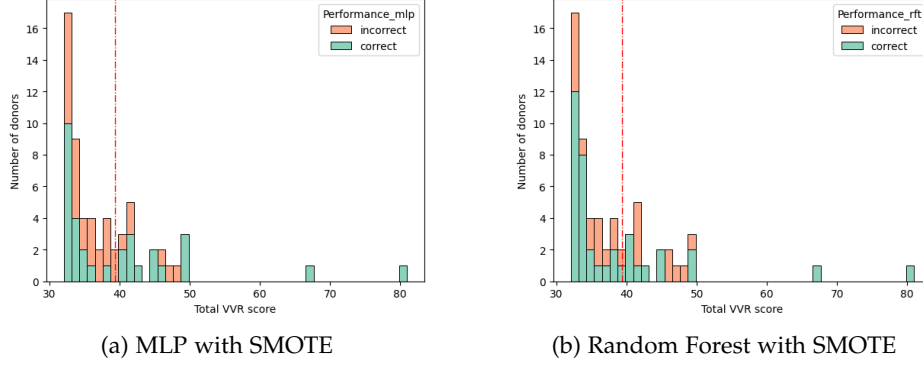 Performance_mlp
incorrect
correct
Number of donors
16
14
12
10
8
6
4
2
0
30 40 50 60 70 80
Total VVR score
(a) MLP with SMOTE
Performance_rft
incorrect
correct
Number of donors
16
14
12
10
8
6
4
2
0
30 40 50 60 70 80
Total VVR score
(b) Random Forest with SMOTE